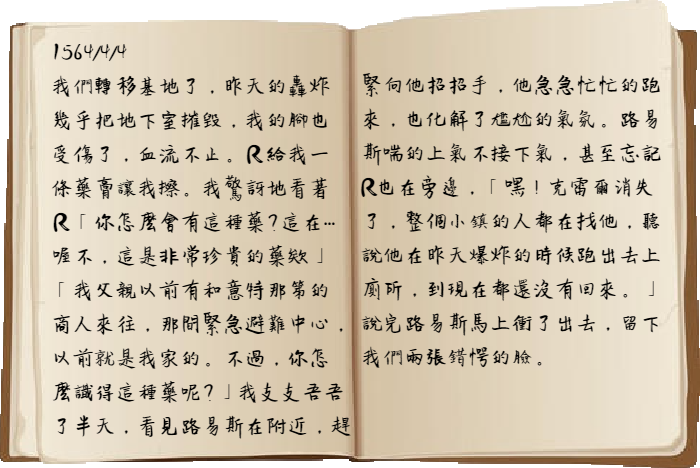 1564/4/4
我們轉移基地了，昨天的轟炸
幾乎把地下室摧毀，我的腳也
受傷了，血流不止。R給我一
條藥膏讓我擦。我驚訝地看著
R「你怎麼會有這種藥?這在…
喔不，這是非常珍貴的藥欸」
「我父親以前有和意特那第的
商人來往，那間緊急避難中心，
以前就是我家的。不過，你怎
麼識得這種藥呢?」我支支吾吾
了半天，看見路易斯在附近，趕
緊向他招招手，他急急忙忙的跑
來，也化解了尷尬的氣氛。路易
斯喘的上氣不接下氣，甚至忘記
R也在旁邊，「嘿！克雷爾消失
了，整個小鎮的人都在找他，聽
說他在昨天爆炸的時候跑出去上
廁所，到現在都還沒有回來。」
說完路易斯馬上衝了出去，留下
我們兩張錯愕的臉。